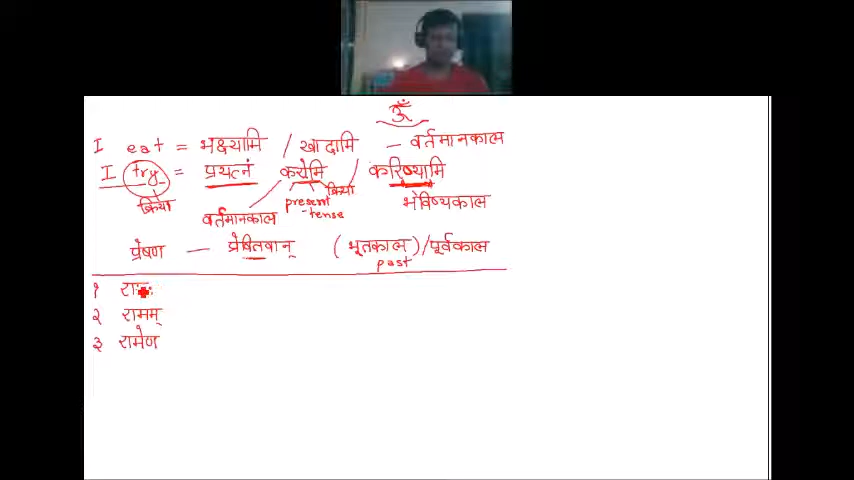 ॐ
I eat = भक्ष्यामि / खादामि – वर्तमानकाल
I try = प्रयत्नं करोमि करिष्यामि
क्रिया present tense क्रिया
वर्तमानकाल भविष्यकाल
प्रेषण – प्रेषितवान् (भूतकाल) / पूर्वकाल
past
१
२ रामम्
३ रामेण